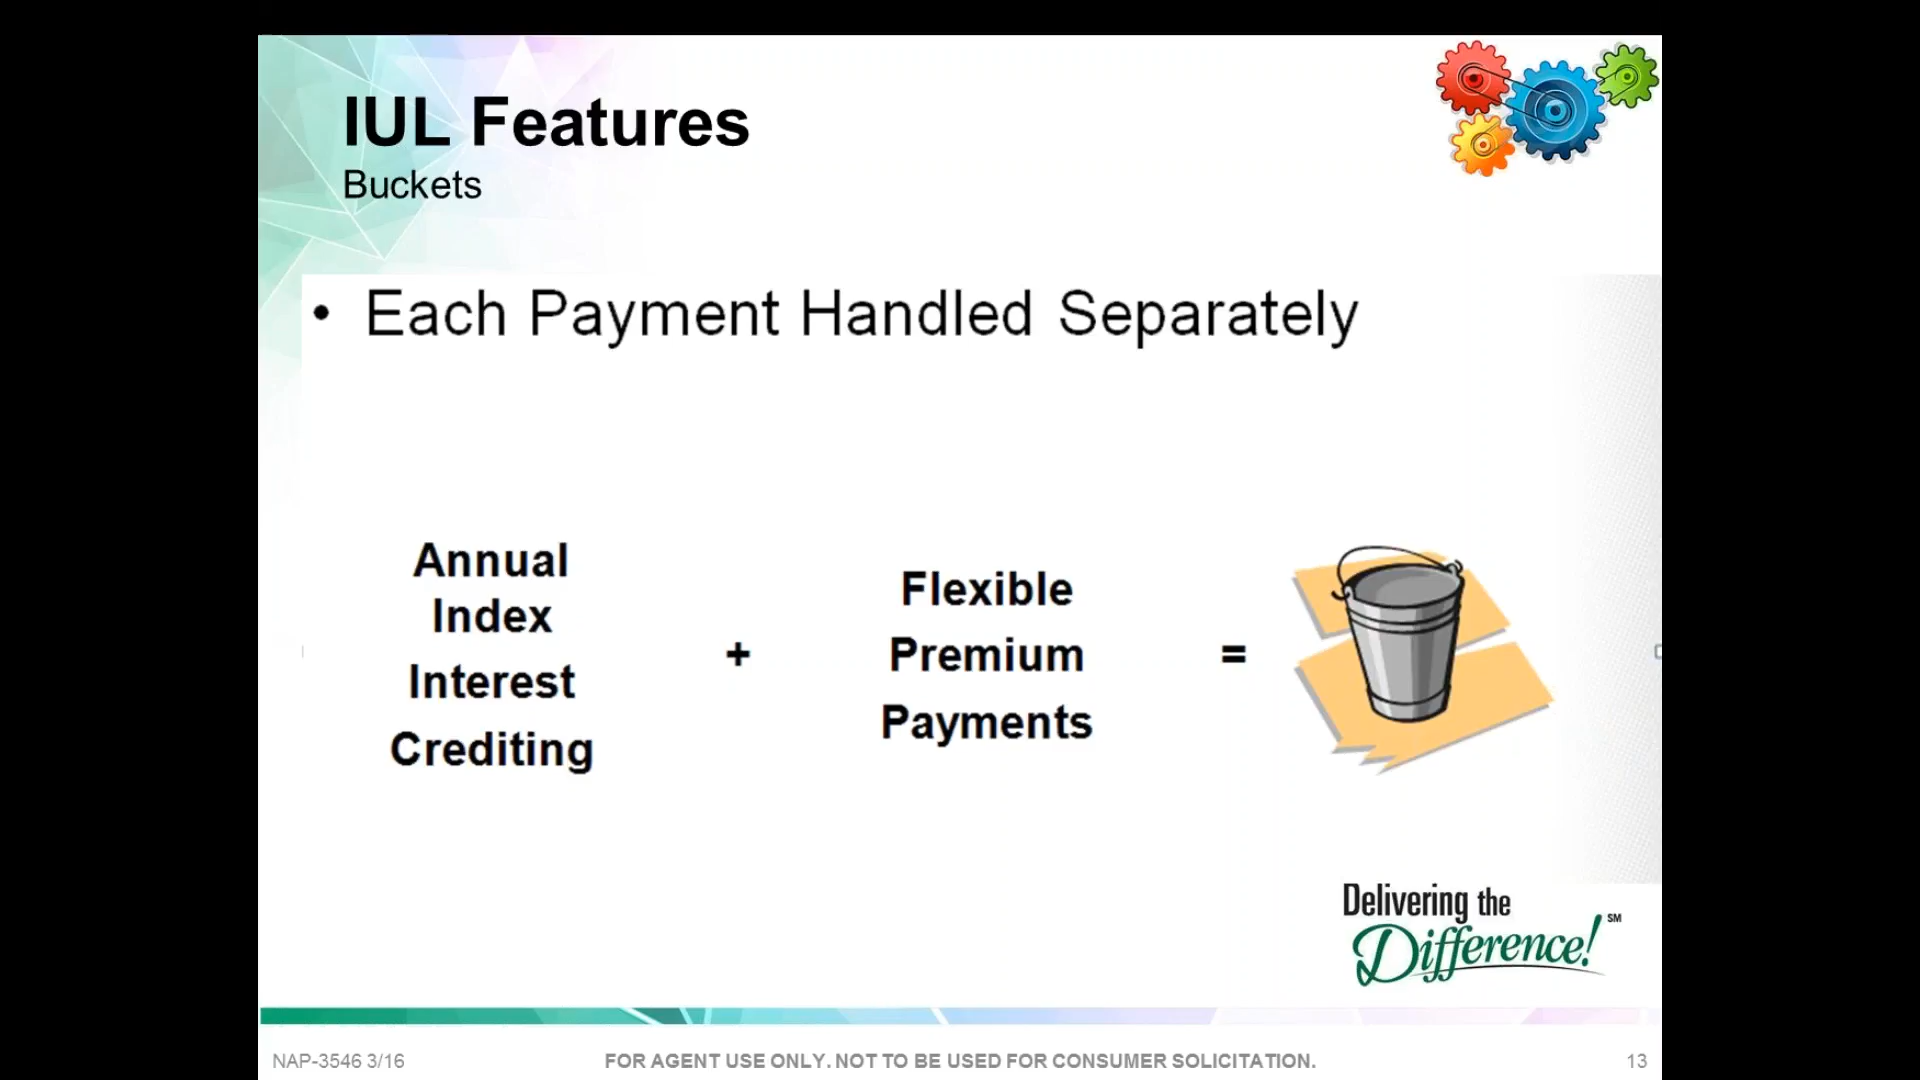 IUL Features
Buckets
• Each Payment Handled Separately
Annual
Index
Interest
Crediting
+
Flexible
Premium
Payments
=
Delivering the
Difference! SM
NAP-3546 3/16
FOR AGENT USE ONLY. NOT TO BE USED FOR CONSUMER SOLICITATION.
13